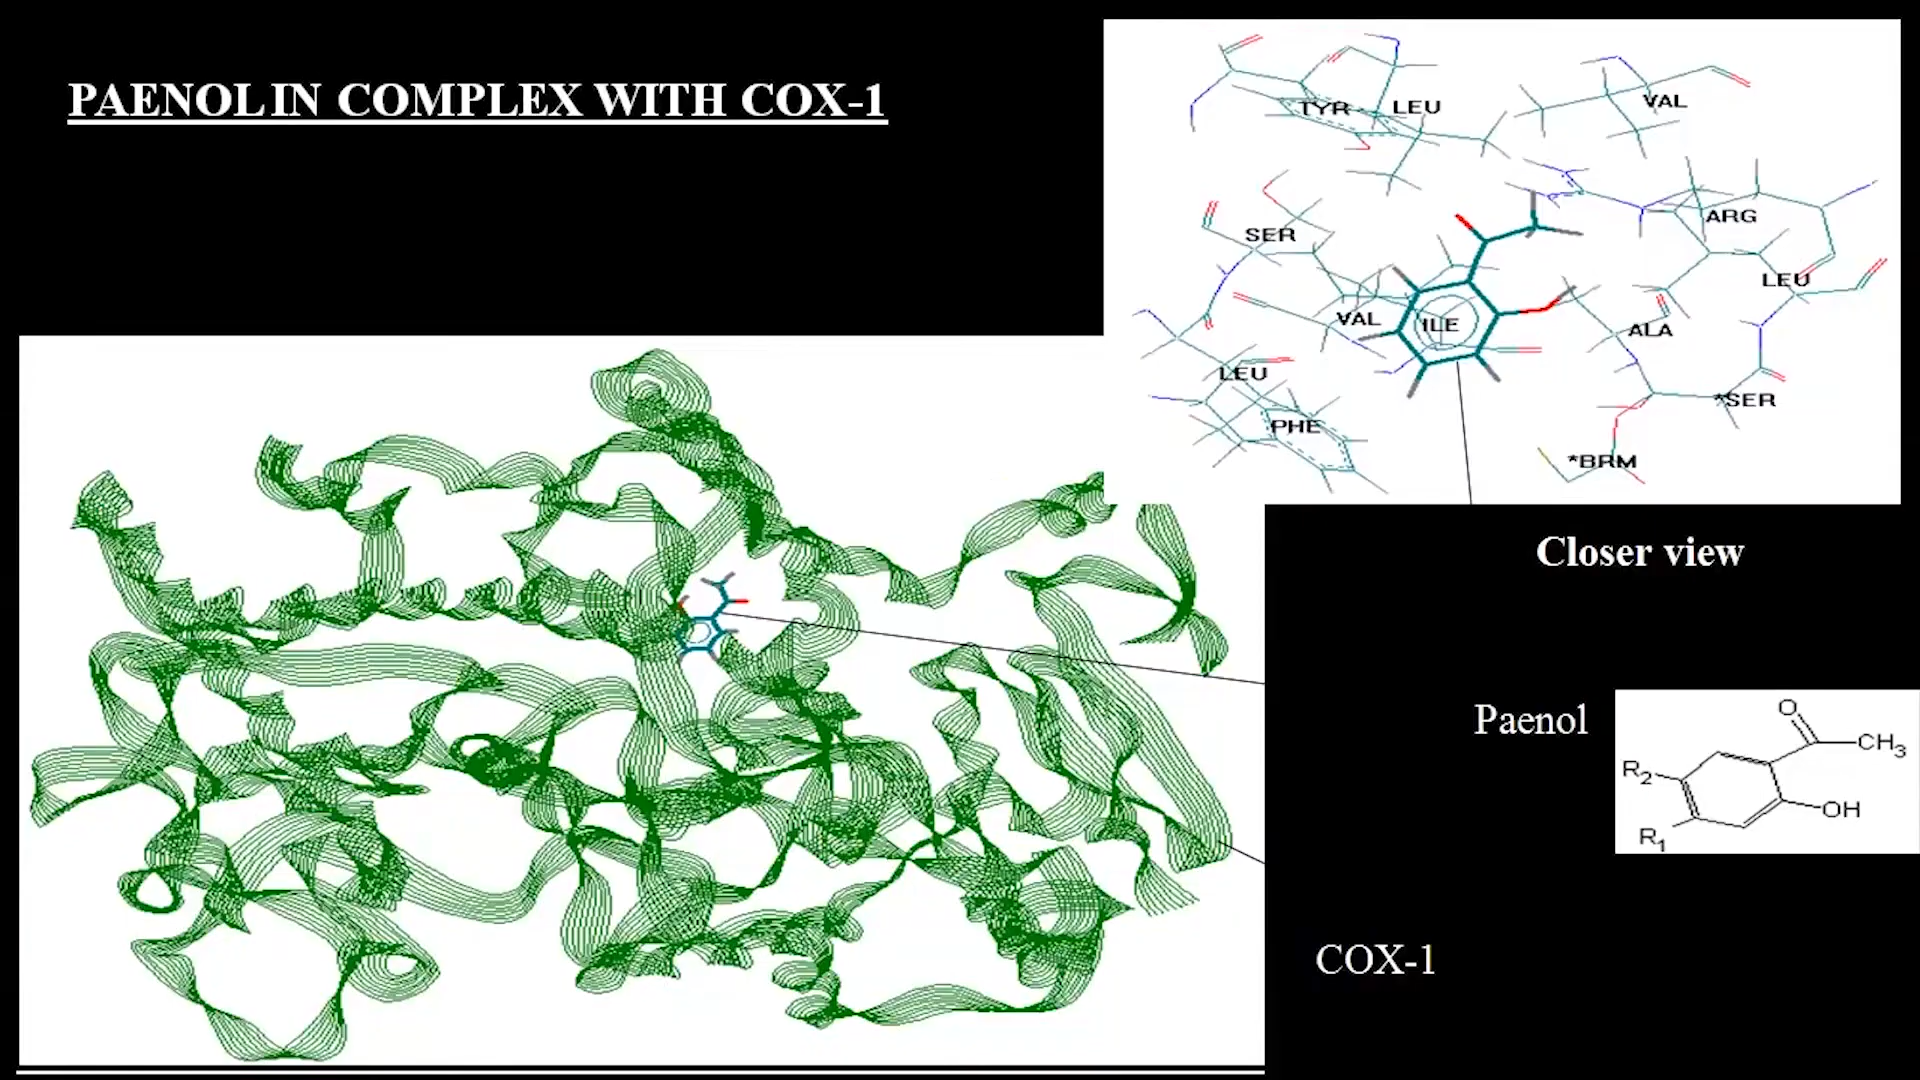 PAENOL IN COMPLEX WITH COX-1
TYR LEU VAL
ARG
SER
LEU
VAL ILE ALA
LEU
*SER
PHE
*BRM
Closer view
Paenol
O
CH3
R2
OH
R1
COX-1